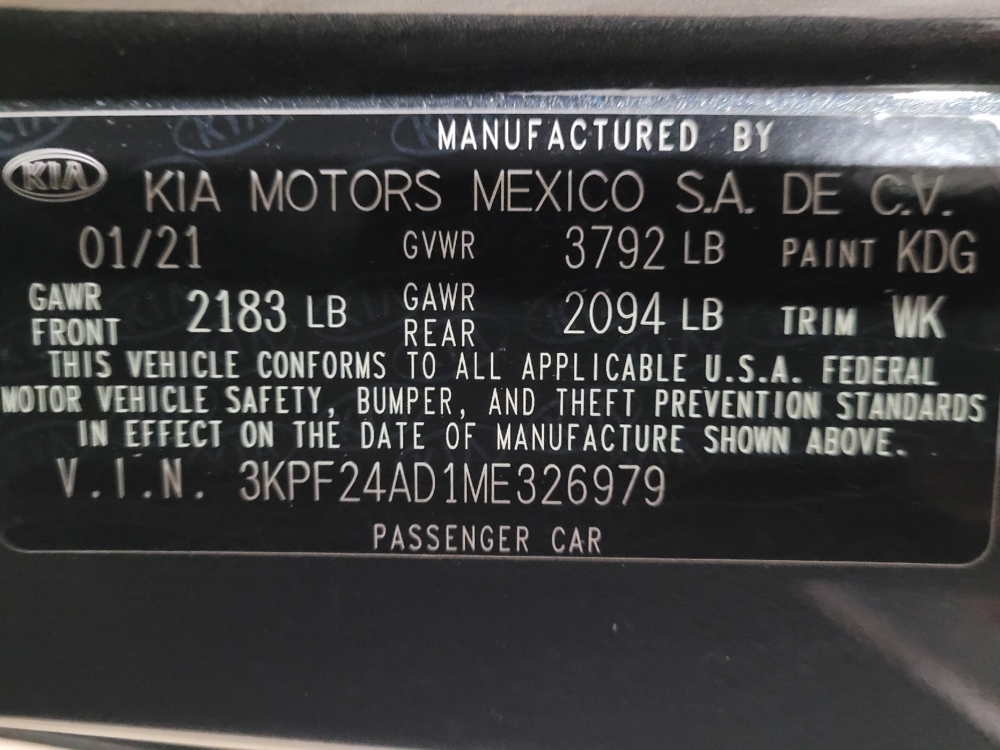 MANUFACTURED BY
KIA
KIA MOTORS MEXICO S.A. DE C.V.
01/21 GVWR 3792 LB PAINT KDG
GAWR FRONT 2183 LB GAWR REAR 2094 LB TRIM WK
THIS VEHICLE CONFORMS TO ALL APPLICABLE U.S.A. FEDERAL
MOTOR VEHICLE SAFETY, BUMPER, AND THEFT PREVENTION STANDARDS
IN EFFECT ON THE DATE OF MANUFACTURE SHOWN ABOVE.
V.I.N. 3KPF24AD1ME326979
PASSENGER CAR